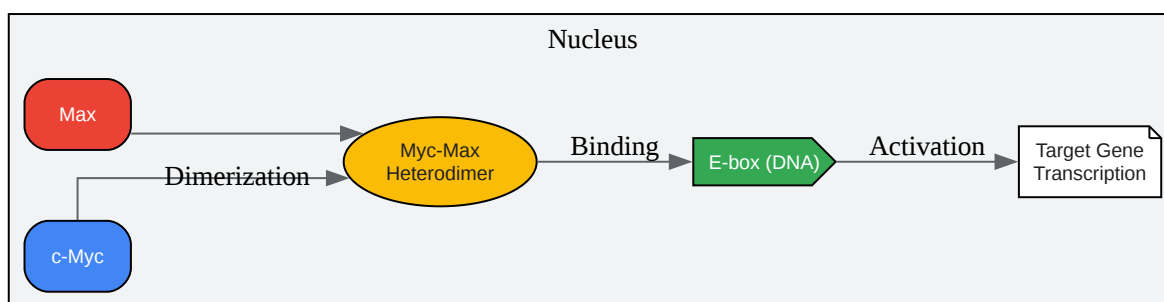 Nucleus
Max
Dimerization
c-Myc
Myc-Max
Heterodimer
Binding
E-box (DNA)
Activation
Target Gene
Transcription